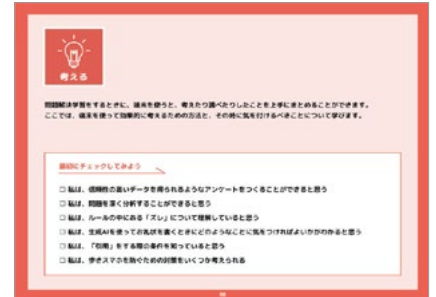 考える
問題解決学習をするときに、端末を使うと、考えたり調べたりしたことを上手にまとめることができます。
ここでは、端末を使って効果的に考えるための方法と、その時に気を付けるべきことについて学びます。
最初にチェックしてみよう
□ 私は、信頼性の高いデータを得られるようなアンケートをつくることができると思う
□ 私は、問題を深く分析することができると思う
□ 私は、ルールの中にある「ズレ」について理解していると思う
□ 私は、生成AIを使ってお礼状を書くときにどのようなことに気をつければよいかがわかると思う
□ 私は、「引用」をする際の条件を知っていると思う
□ 私は、歩きスマホを防ぐための対策をいくつか考えられる